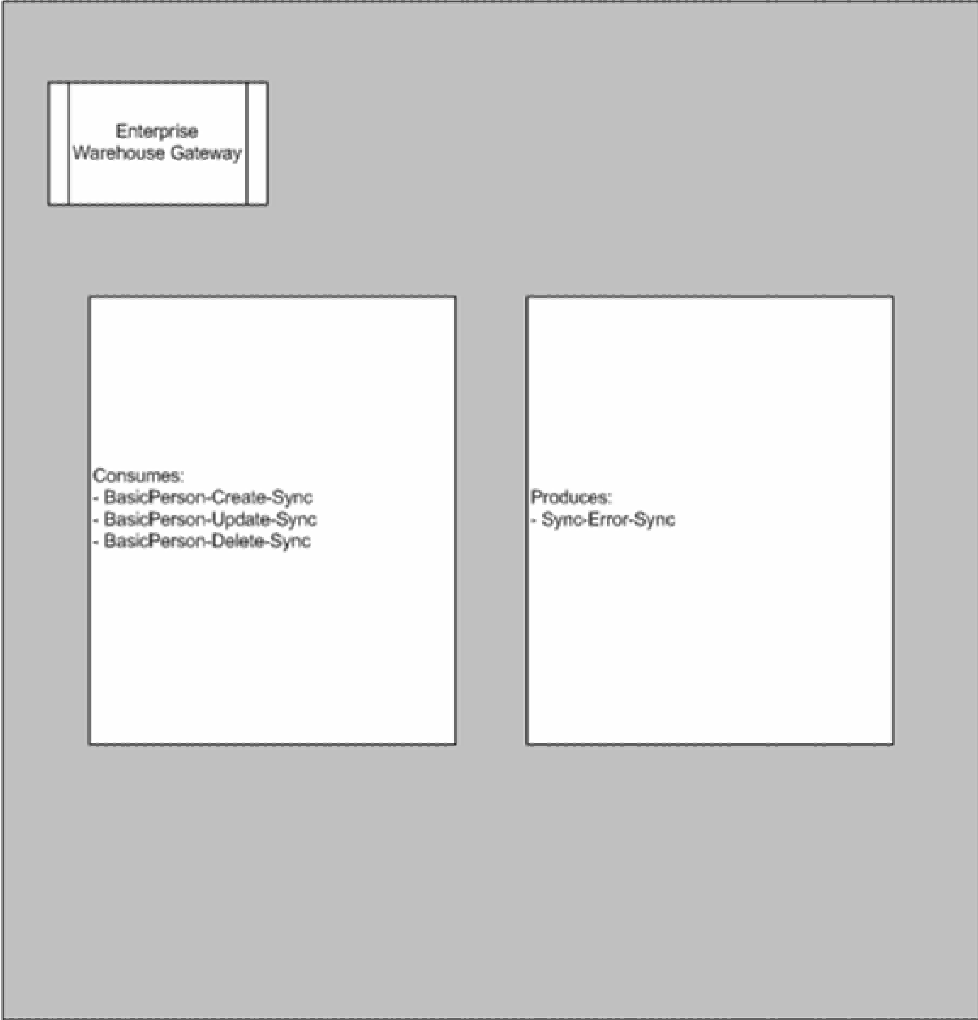 Enterprise
Warehouse Gateway
Consumes:
- BasicPerson-Create-Sync
- BasicPerson-Update-Sync
- BasicPerson-Delete-Sync
Produces:
- Sync-Error-Sync